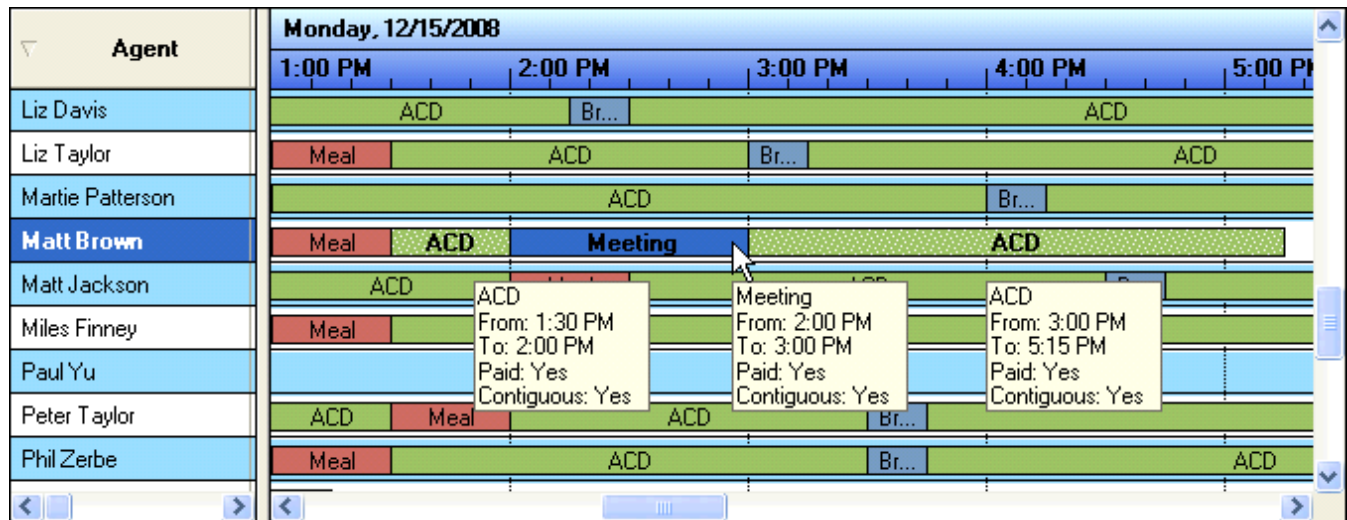 Agent
Monday, 12/15/2008
1:00 PM 2:00 PM 3:00 PM 4:00 PM 5:00 P
Liz Davis ACD Br... ACD
Liz Taylor Meal ACD Br... ACD
Martie Patterson ACD Br...
Matt Brown Meal ACD Meeting ACD
Matt Jackson ACD
Miles Finney Meal
Paul Yu
Peter Taylor ACD Meal ACD Br...
Phil Zerbe Meal ACD Br... ACD
ACD
From: 1:30 PM
To: 2:00 PM
Paid: Yes
Contiguous: Yes
Meeting
From: 2:00 PM
To: 3:00 PM
Paid: Yes
Contiguous: Yes
ACD
From: 3:00 PM
To: 5:15 PM
Paid: Yes
Contiguous: Yes